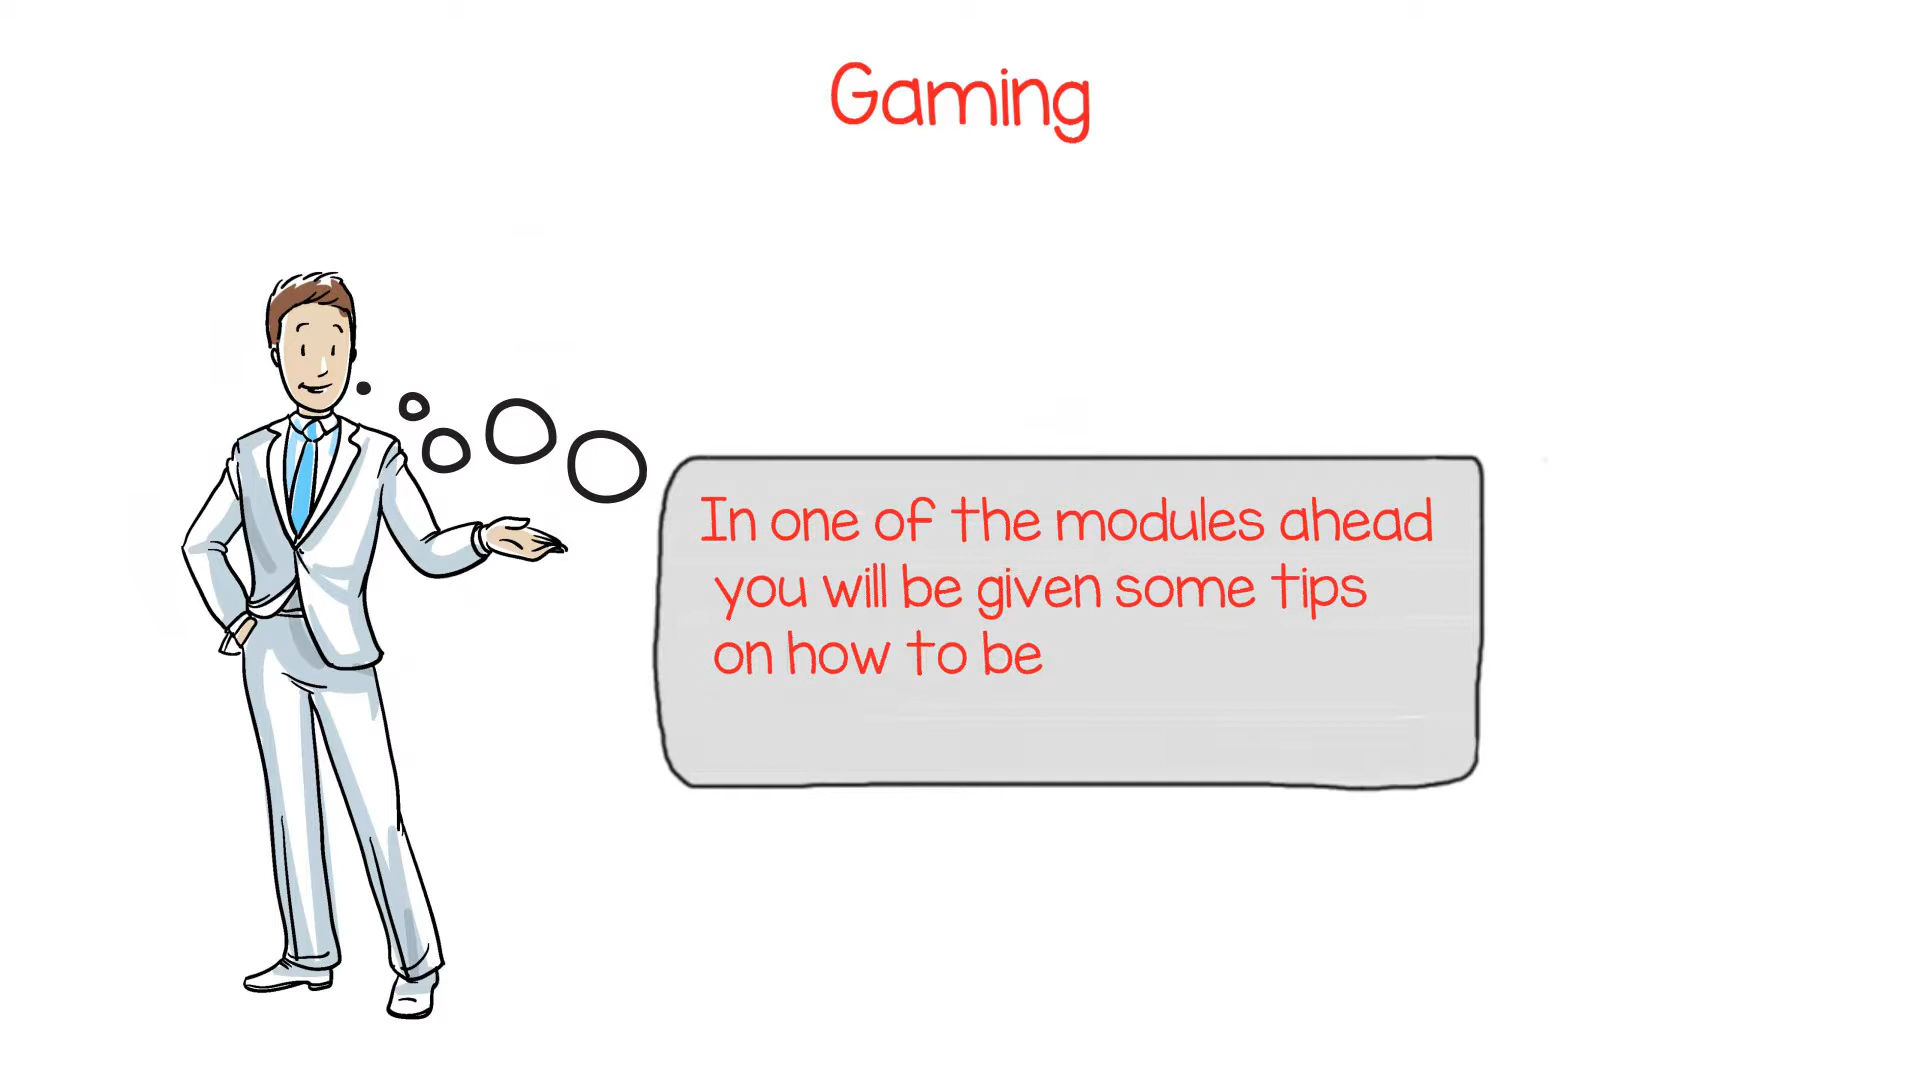 Gaming
In one of the modules ahead
you will be given some tips
on how to be